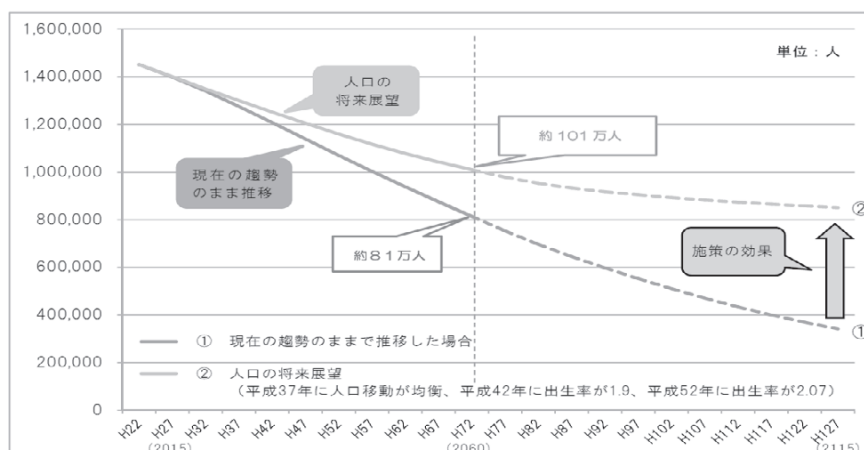 1,600,000
単位：人
1,400,000
人口の
将来展望
1,200,000
約101万人
1,000,000
現在の趨勢
のまま推移
②
800,000
約81万人
施策の効果
600,000
400,000
①
① 現在の趨勢のままで推移した場合
200,000
② 人口の将来展望
（平成37年に人口移動が均衡、平成42年に出生率が1.9、平成52年に出生率が2.07）
0
H22 H27 H32 H37 H42 H47 H52 H57 H62 H67 H72 H77 H82 H87 H92 H97 H102 H107 H112 H117 H122 H127
(2015) (2060) (2115)